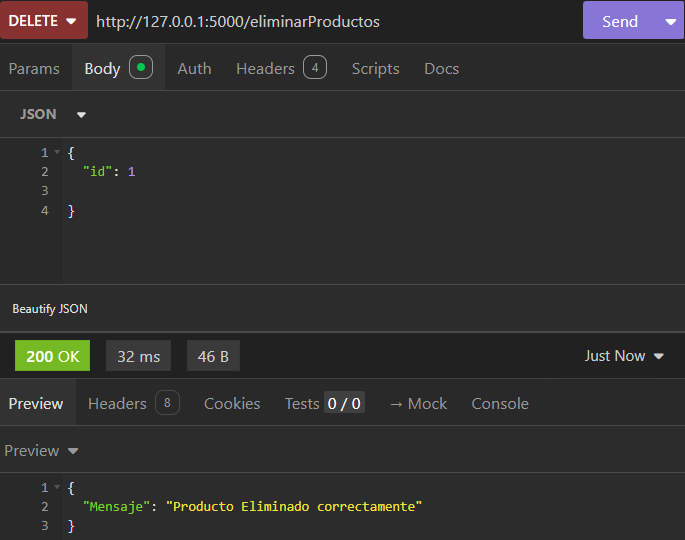 DELETE http://127.0.0.1:5000/eliminarProductos Send
Params Body Auth Headers 4 Scripts Docs
JSON
1 {
2 "id": 1
3
4 }
Beautify JSON
200 OK 32 ms 46 B Just Now
Preview Headers 8 Cookies Tests 0 / 0 → Mock Console
Preview
1 {
2 "Mensaje": "Producto Eliminado correctamente"
3 }